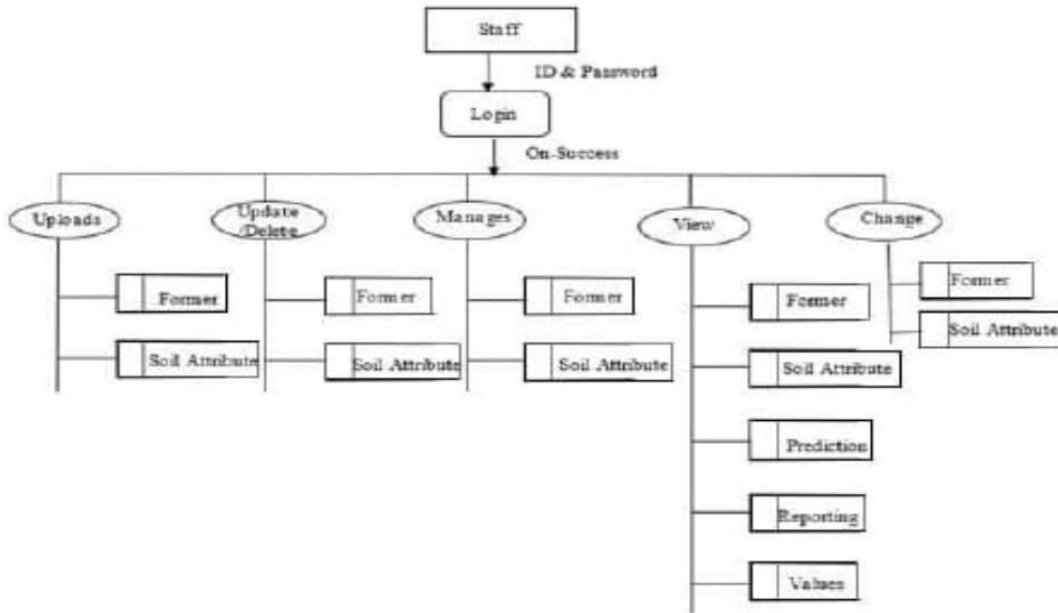 Staff
ID & Password
Login
On-Success
Uploads
Update
/Delete
Manages
View
Change
Former
Soil Attribute
Former
Soil Attribute
Former
Soil Attribute
Former
Soil Attribute
Prediction
Reporting
Values
Former
Soil Attribute